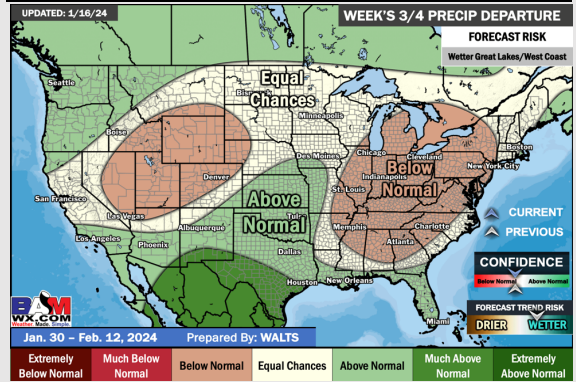 UPDATED: 1/16/24
WEEK'S 3/4 PRECIP DEPARTURE
FORECAST RISK
Wetter Great Lakes/West Coast
Seattle
Equal
Chances
Minneapolis
Boise
Boston
Chicago
Cleveland
Des Moines
New York City
Below
Normal
Indianapolis
Denver
St. Louis
San Francisco
Above
Normal
Las Vegas
Albuquerque
Memphis
Charlotte
Los Angeles
Phoenix
Atlanta
Dallas
Houston
New Orleans
Miami
CURRENT
PREVIOUS
CONFIDENCE
Below Normal
Above Normal
FORECAST TREND RISK
DRIER
WETTER
BAM
WX.COM
Weather. Made. Simple.
Jan. 30 – Feb. 12, 2024
Prepared By: WALTS
Extremely
Below Normal
Much Below
Normal
Below Normal
Equal Chances
Above Normal
Much Above
Normal
Extremely
Above Normal